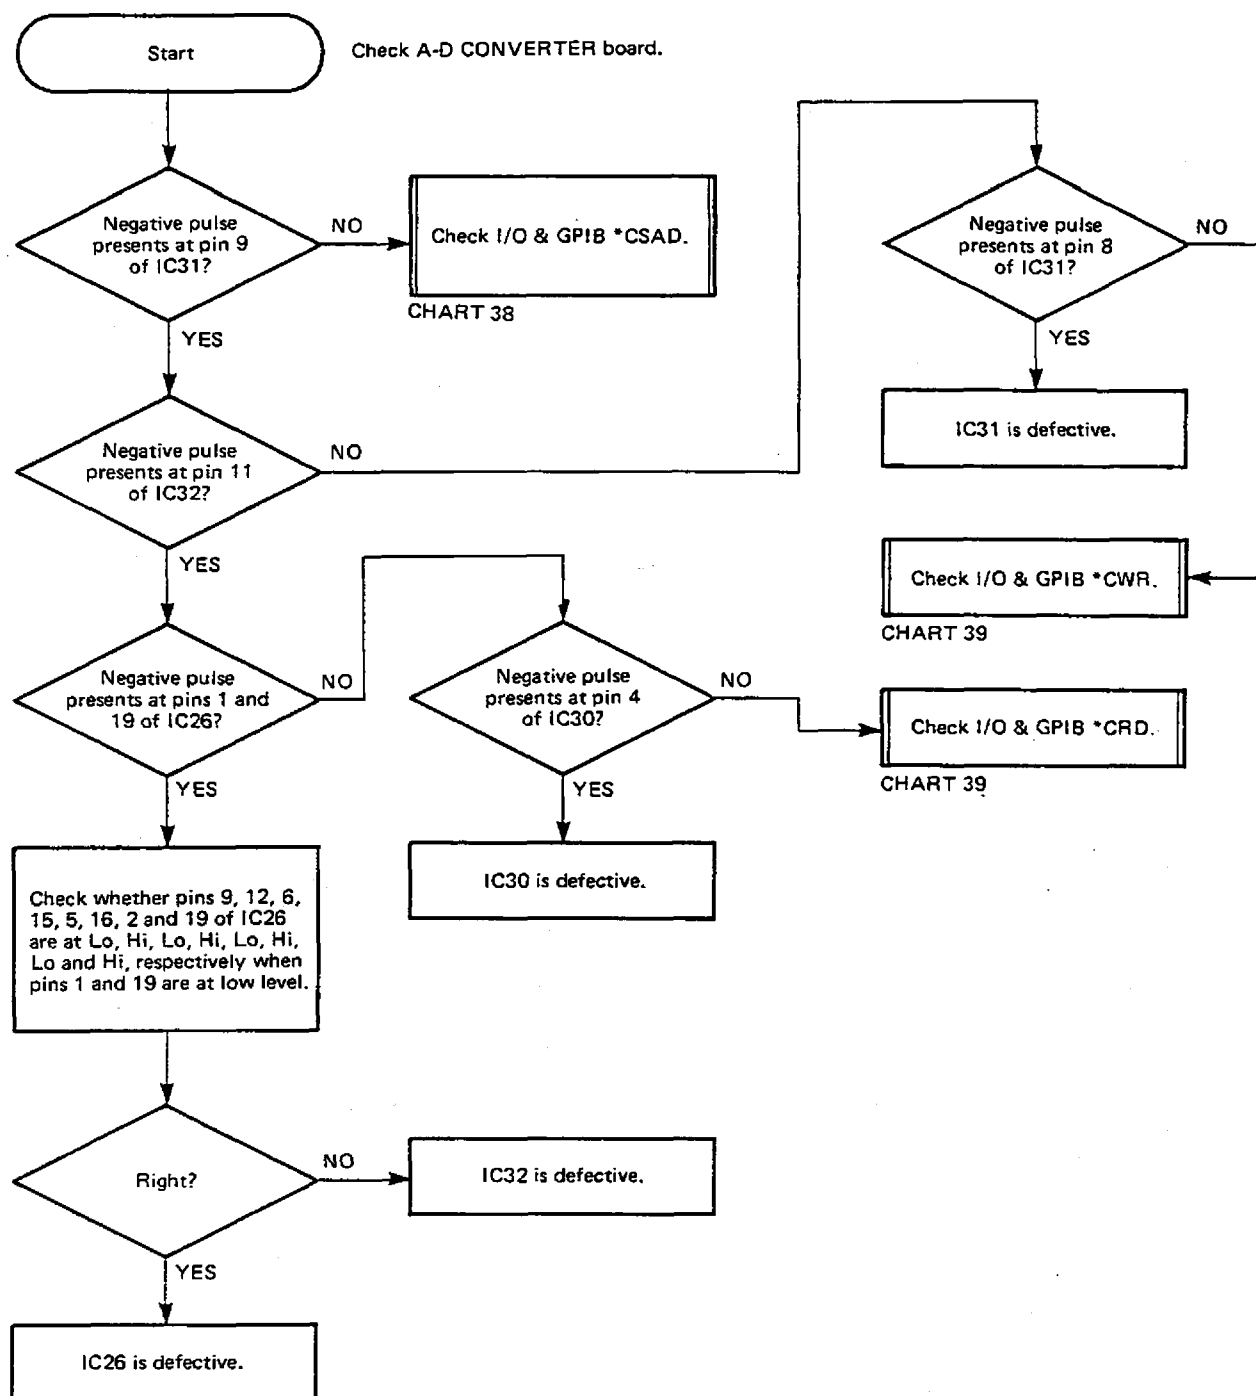 Start
Check A-D CONVERTER board.
Negative pulse
presents at pin 9
of IC31?
NO
Check I/O & GPIB *CSAD.
CHART 38
YES
Negative pulse
presents at pin 8
of IC31?
NO
YES
IC31 is defective.
Negative pulse
presents at pin 11
of IC32?
NO
YES
Check I/O & GPIB *CWR.
CHART 39
Negative pulse
presents at pins 1 and
19 of IC26?
NO
Negative pulse
presents at pin 4
of IC30?
NO
Check I/O & GPIB *CRD.
CHART 39
YES
YES
IC30 is defective.
Check whether pins 9, 12, 6,
15, 5, 16, 2 and 19 of IC26
are at Lo, Hi, Lo, Hi, Lo, Hi,
Lo and Hi, respectively when
pins 1 and 19 are at low level.
Right?
NO
IC32 is defective.
YES
IC26 is defective.